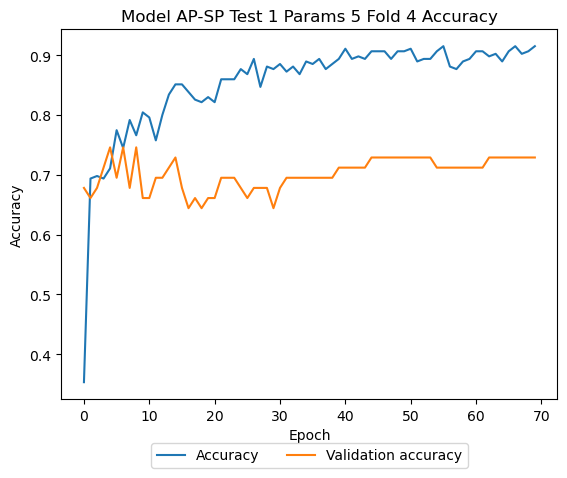 Model AP-SP Test 1 Params 5 Fold 4 Accuracy
Accuracy
0.9
0.8
0.7
0.6
0.5
0.4
0 10 20 30 40 50 60 70
Epoch
Accuracy Validation accuracy